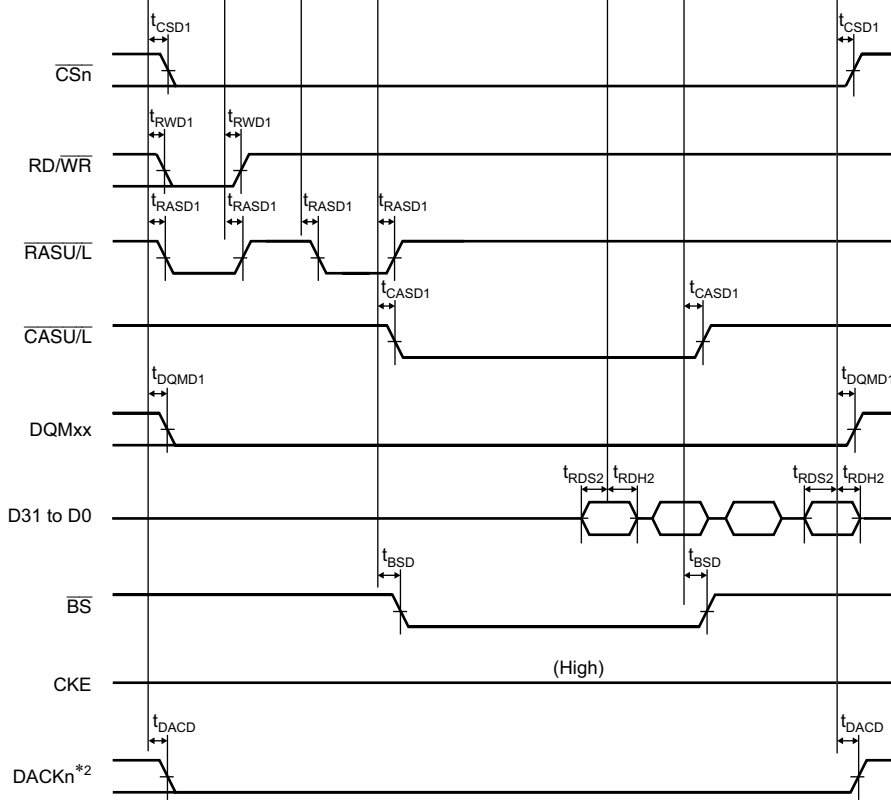 tCSD1 tCSD1
CSn
tRWD1 tRWD1
RD/WR
tRASD1 tRASD1 tRASD1 tRASD1
RASU/L
tCASD1 tCASD1
CASU/L
tDQMD1 tDQMD1
DQMxx
tRDS2 tRDH2 tRDS2 tRDH2
D31 to D0
tBSD tBSD
BS
(High)
CKE
tDACD tDACD
DACKn*2